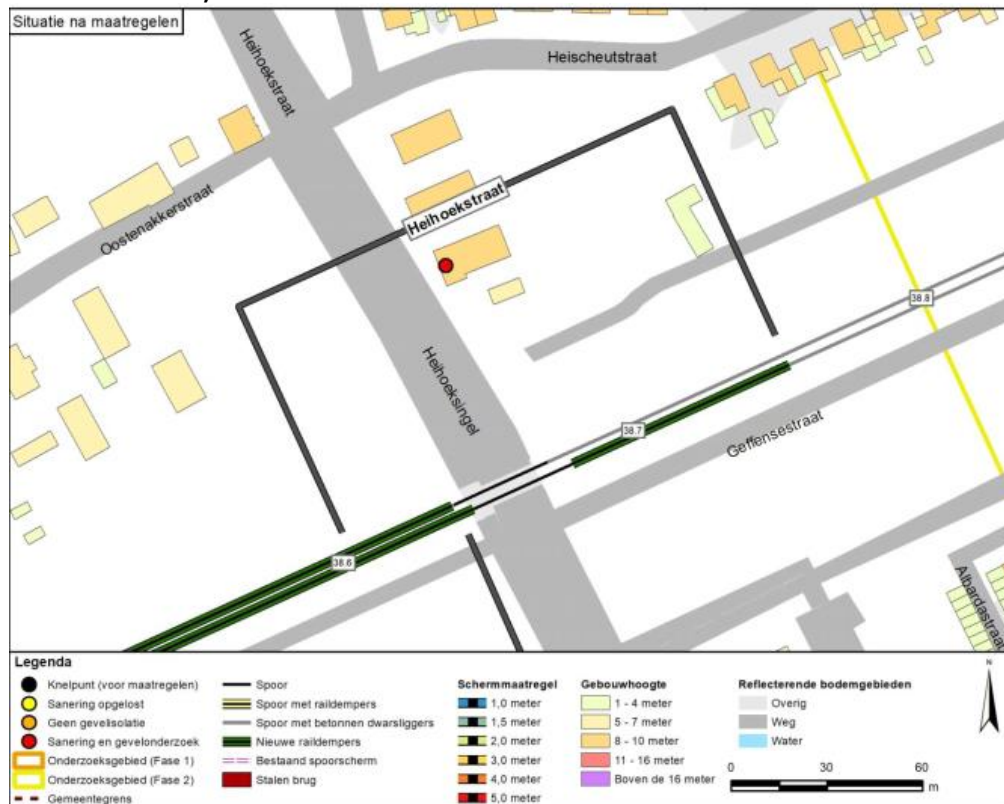 Situatie na maatregelen
Heihoekstraat
Heischeutstraat
Oostenakkerstraat
Heihoekstraat
Heihoeksingel
38.8
38.7
Geffensestraat
38.6
Albardastraat
Legenda
Knelpunt (voor maatregelen)
Sanering opgelost
Geen gevelisolatie
Sanering en gevelonderzoek
Onderzoeksgebied (Fase 1)
Onderzoeksgebied (Fase 2)
Gemeentegrens
Spoor
Spoor met raildempers
Spoor met betonnen dwarsliggers
Nieuwe raildempers
Bestaand spoorscherm
Stalen brug
Schermmaatregel
1,0 meter
1,5 meter
2,0 meter
3,0 meter
4,0 meter
5,0 meter
Gebouwhoogte
1 - 4 meter
5 - 7 meter
8 - 10 meter
11 - 16 meter
Boven de 16 meter
Reflecterende bodemgebieden
Overig
Weg
Water
N
0 30 60
m